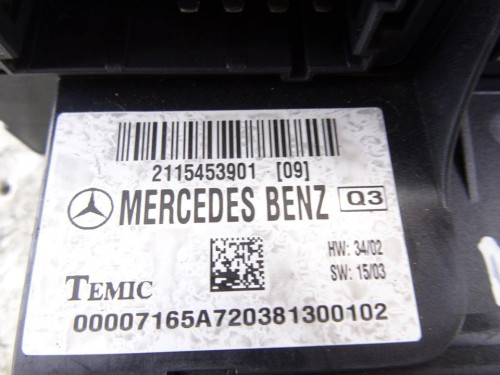 2115453901 [09]
MERCEDES BENZ Q3
HW: 34/02
SW: 15/03
TEMIC
00007165A720381300102